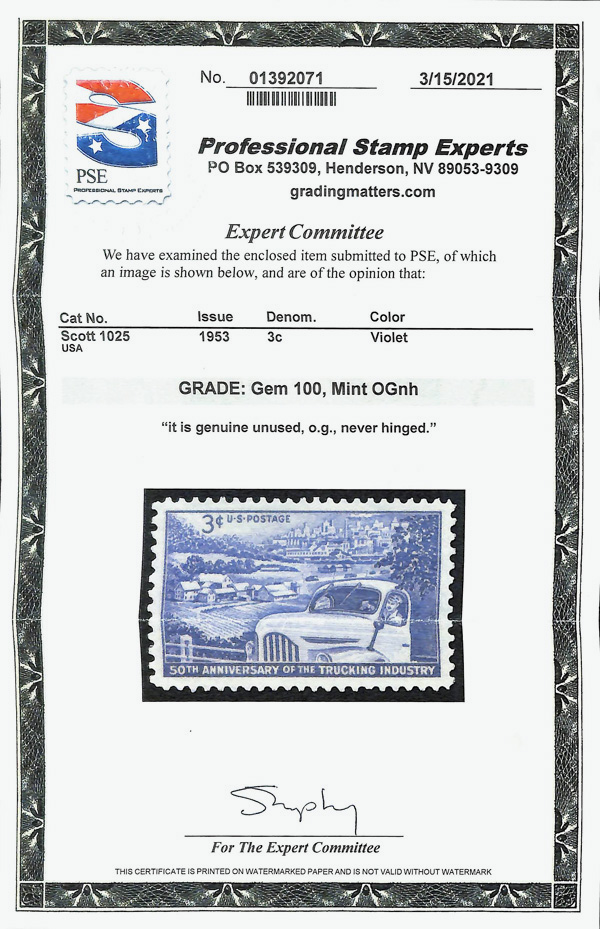 No. 01392071 3/15/2021
PSE
PROFESSIONAL STAMP EXPERTS
Professional Stamp Experts
PO Box 539309, Henderson, NV 89053-9309
gradingmatters.com
Expert Committee
We have examined the enclosed item submitted to PSE, of which
an image is shown below, and are of the opinion that:
Cat No. Issue Denom. Color
Scott 1025 1953 3c Violet
USA
GRADE: Gem 100, Mint OGnh
“it is genuine unused, o.g., never hinged.”
3¢ U·S·POSTAGE
50TH ANNIVERSARY OF THE TRUCKING INDUSTRY
For The Expert Committee
THIS CERTIFICATE IS PRINTED ON WATERMARKED PAPER AND IS NOT VALID WITHOUT WATERMARK